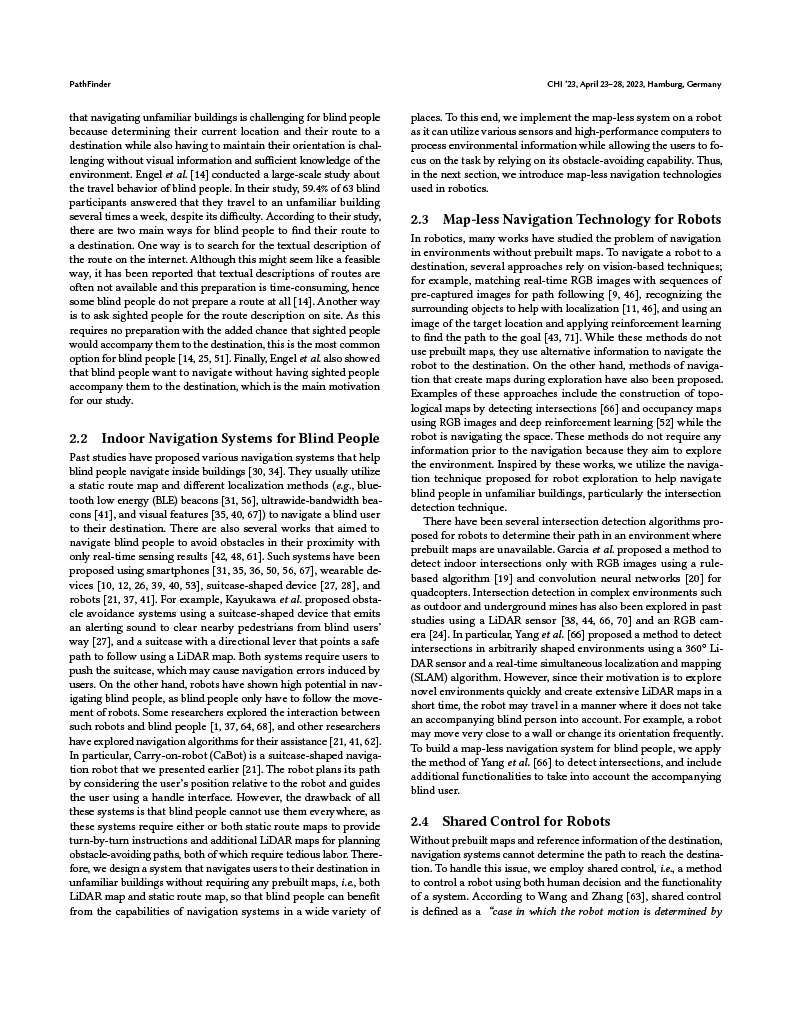 PathFinder
CHI ’23, April 23–28, 2023, Hamburg, Germany
that navigating unfamiliar buildings is challenging for blind people
because determining their current location and their route to a
destination while also having to maintain their orientation is chal-
lenging without visual information and sufficient knowledge of the
environment. Engel et al. [14] conducted a large-scale study about
the travel behavior of blind people. In their study, 59.4% of 63 blind
participants answered that they travel to an unfamiliar building
several times a week, despite its difficulty. According to their study,
there are two main ways for blind people to find their route to
a destination. One way is to search for the textual description of
the route on the internet. Although this might seem like a feasible
way, it has been reported that textual descriptions of routes are
often not available and this preparation is time-consuming, hence
some blind people do not prepare a route at all [14]. Another way
is to ask sighted people for the route description on site. As this
requires no preparation with the added chance that sighted people
would accompany them to the destination, this is the most common
option for blind people [14, 25, 51]. Finally, Engel et al. also showed
that blind people want to navigate without having sighted people
accompany them to the destination, which is the main motivation
for our study.
2.2 Indoor Navigation Systems for Blind People
Past studies have proposed various navigation systems that help
blind people navigate inside buildings [30, 34]. They usually utilize
a static route map and different localization methods (e.g., blue-
tooth low energy (BLE) beacons [31, 56], ultrawide-bandwidth bea-
cons [41], and visual features [35, 40, 67]) to navigate a blind user
to their destination. There are also several works that aimed to
navigate blind people to avoid obstacles in their proximity with
only real-time sensing results [42, 48, 61]. Such systems have been
proposed using smartphones [31, 35, 36, 50, 56, 67], wearable de-
vices [10, 12, 26, 39, 40, 53], suitcase-shaped device [27, 28], and
robots [21, 37, 41]. For example, Kayukawa et al. proposed obsta-
cle avoidance systems using a suitcase-shaped device that emits
an alerting sound to clear nearby pedestrians from blind users’
way [27], and a suitcase with a directional lever that points a safe
path to follow using a LiDAR map. Both systems require users to
push the suitcase, which may cause navigation errors induced by
users. On the other hand, robots have shown high potential in nav-
igating blind people, as blind people only have to follow the move-
ment of robots. Some researchers explored the interaction between
such robots and blind people [1, 37, 64, 68], and other researchers
have explored navigation algorithms for their assistance [21, 41, 62].
In particular, Carry-on-robot (CaBot) is a suitcase-shaped naviga-
tion robot that we presented earlier [21]. The robot plans its path
by considering the user’s position relative to the robot and guides
the user using a handle interface. However, the drawback of all
these systems is that blind people cannot use them everywhere, as
these systems require either or both static route maps to provide
turn-by-turn instructions and additional LiDAR maps for planning
obstacle-avoiding paths, both of which require tedious labor. There-
fore, we design a system that navigates users to their destination in
unfamiliar buildings without requiring any prebuilt maps, i.e., both
LiDAR map and static route map, so that blind people can benefit
from the capabilities of navigation systems in a wide variety of
places. To this end, we implement the map-less system on a robot
as it can utilize various sensors and high-performance computers to
process environmental information while allowing the users to fo-
cus on the task by relying on its obstacle-avoiding capability. Thus,
in the next section, we introduce map-less navigation technologies
used in robotics.
2.3 Map-less Navigation Technology for Robots
In robotics, many works have studied the problem of navigation
in environments without prebuilt maps. To navigate a robot to a
destination, several approaches rely on vision-based techniques;
for example, matching real-time RGB images with sequences of
pre-captured images for path following [9, 46], recognizing the
surrounding objects to help with localization [11, 46], and using an
image of the target location and applying reinforcement learning
to find the path to the goal [43, 71]. While these methods do not
use prebuilt maps, they use alternative information to navigate the
robot to the destination. On the other hand, methods of naviga-
tion that create maps during exploration have also been proposed.
Examples of these approaches include the construction of topo-
logical maps by detecting intersections [66] and occupancy maps
using RGB images and deep reinforcement learning [52] while the
robot is navigating the space. These methods do not require any
information prior to the navigation because they aim to explore
the environment. Inspired by these works, we utilize the naviga-
tion technique proposed for robot exploration to help navigate
blind people in unfamiliar buildings, particularly the intersection
detection technique.
There have been several intersection detection algorithms pro-
posed for robots to determine their path in an environment where
prebuilt maps are unavailable. Garcia et al. proposed a method to
detect indoor intersections only with RGB images using a rule-
based algorithm [19] and convolution neural networks [20] for
quadcopters. Intersection detection in complex environments such
as outdoor and underground mines has also been explored in past
studies using a LiDAR sensor [38, 44, 66, 70] and an RGB cam-
era [24]. In particular, Yang et al. [66] proposed a method to detect
intersections in arbitrarily shaped environments using a 360° Li-
DAR sensor and a real-time simultaneous localization and mapping
(SLAM) algorithm. However, since their motivation is to explore
novel environments quickly and create extensive LiDAR maps in a
short time, the robot may travel in a manner where it does not take
an accompanying blind person into account. For example, a robot
may move very close to a wall or change its orientation frequently.
To build a map-less navigation system for blind people, we apply
the method of Yang et al. [66] to detect intersections, and include
additional functionalities to take into account the accompanying
blind user.
2.4 Shared Control for Robots
Without prebuilt maps and reference information of the destination,
navigation systems cannot determine the path to reach the destina-
tion. To handle this issue, we employ shared control, i.e., a method
to control a robot using both human decision and the functionality
of a system. According to Wang and Zhang [63], shared control
is defined as a “case in which the robot motion is determined by